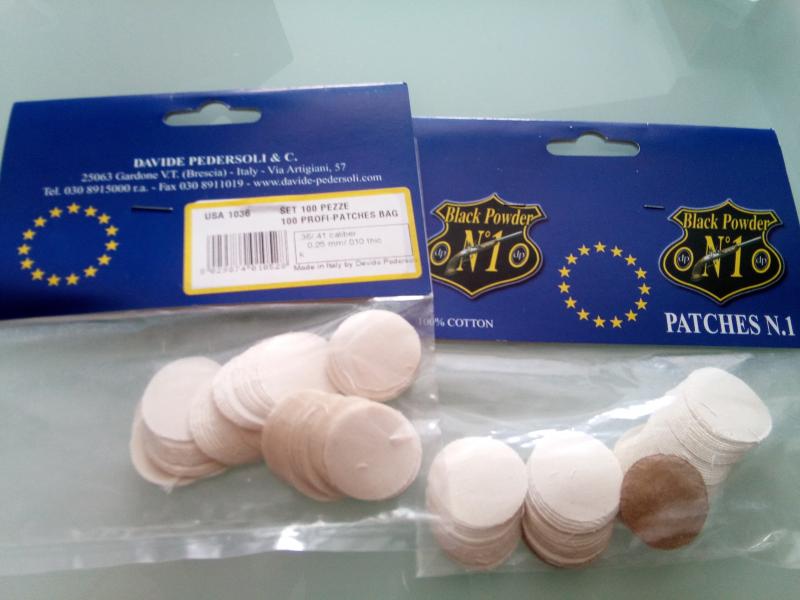 DAVIDE PEDERSOLI & C.
25063 Gardone V.T. (Brescia) - Italy - Via Artigiani, 57
Tel. 030 8915000 r.a. - Fax 030 8911019 - www.davide-pedersoli.com
USA 1036
SET 100 PEZZE
100 PROFI-PATCHES BAG
36/.41 caliber
0.25 mm/.010 thic
k
Made in Italy by Davide Pedersoli
Black Powder
N°1
dp
dp
Black Powder
N°1
dp
dp
100% COTTON
PATCHES N.1